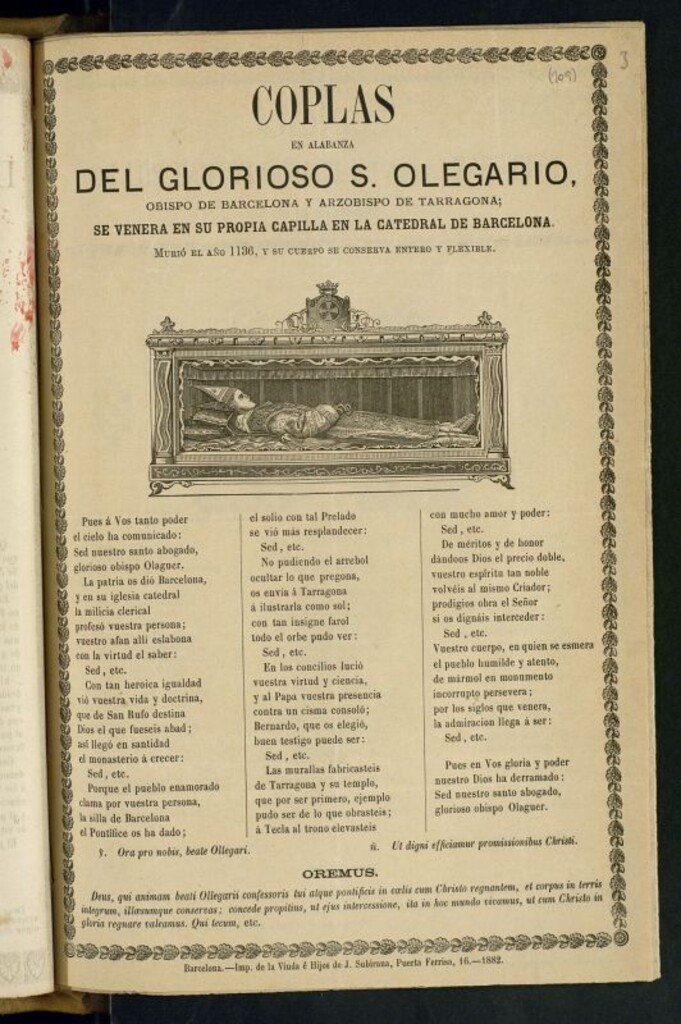 3
(109)
COPLAS
EN ALABANZA
DEL GLORIOSO S. OLEGARIO,
OBISPO DE BARCELONA Y ARZOBISPO DE TARRAGONA;
SE VENERA EN SU PROPIA CAPILLA EN LA CATEDRAL DE BARCELONA.
MURIÓ EL AÑO 1136, Y SU CUERPO SE CONSERVA ENTERO Y FLEXIBLE.
Pues á Vos tanto poder
el cielo ha comunicado:
Sed nuestro santo abogado,
glorioso obispo Olaguer.
La patria os dió Barcelona,
y en su iglesia catedral
la milicia clerical
profesó vuestra persona;
vuestro afan allí eslabona
con la virtud el saber:
Sed, etc.
Con tan heroica igualdad
vió vuestra vida y doctrina,
que de San Rufo destina
Dios el que fueseis abad;
así llegó en santidad
el monasterio á crecer:
Sed, etc.
Porque el pueblo enamorado
clama por vuestra persona,
la silla de Barcelona
el Pontífice os ha dado;
el solio con tal Prelado
se vió más resplandecer:
Sed, etc.
No pudiendo el arrebol
ocultar lo que pregona,
os envia á Tarragona
á ilustrarla como sol;
con tan insigne farol
todo el orbe pudo ver:
Sed, etc.
En los concilios lució
vuestra virtud y ciencia,
y al Papa vuestra presencia
contra un cisma consoló;
Bernardo, que os elegió,
buen testigo puede ser:
Sed, etc.
Las murallas fabricasteis
de Tarragona y su templo,
que por ser primero, ejemplo
pudo ser de lo que obrasteis;
á Tecla al trono elevasteis
con mucho amor y poder:
Sed, etc.
De méritos y de honor
dándoos Dios el precio doble,
vuestro espíritu tan noble
volvéis al mismo Criador;
prodigios obra el Señor
si os dignáis interceder:
Sed, etc.
Vuestro cuerpo, en quien se esmera
el pueblo humilde y atento,
de mármol en monumento
incorrupto persevera;
por los siglos que venera,
la admiracion llega á ser:
Sed, etc.
Pues en Vos gloria y poder
nuestro Dios ha derramado:
Sed nuestro santo abogado,
glorioso obispo Olaguer.
℣. Ora pro nobis, beate Ollegari.
℟. Ut digni efficiamur promissionibus Christi.
OREMUS.
Deus, qui animam beati Ollegarii confessoris tui atque pontificis in cœlis cum Christo regnantem, et corpus in terris
integrum, illæsumque conservas; concede propitius, ut ejus intercessione, ita in hoc mundo vivamus, ut cum Christo in
gloria regnare valeamus. Qui tecum, etc.
Barcelona.—Imp. de la Viuda é Hijos de J. Subirana, Puerta Ferrisa, 16.—1882.